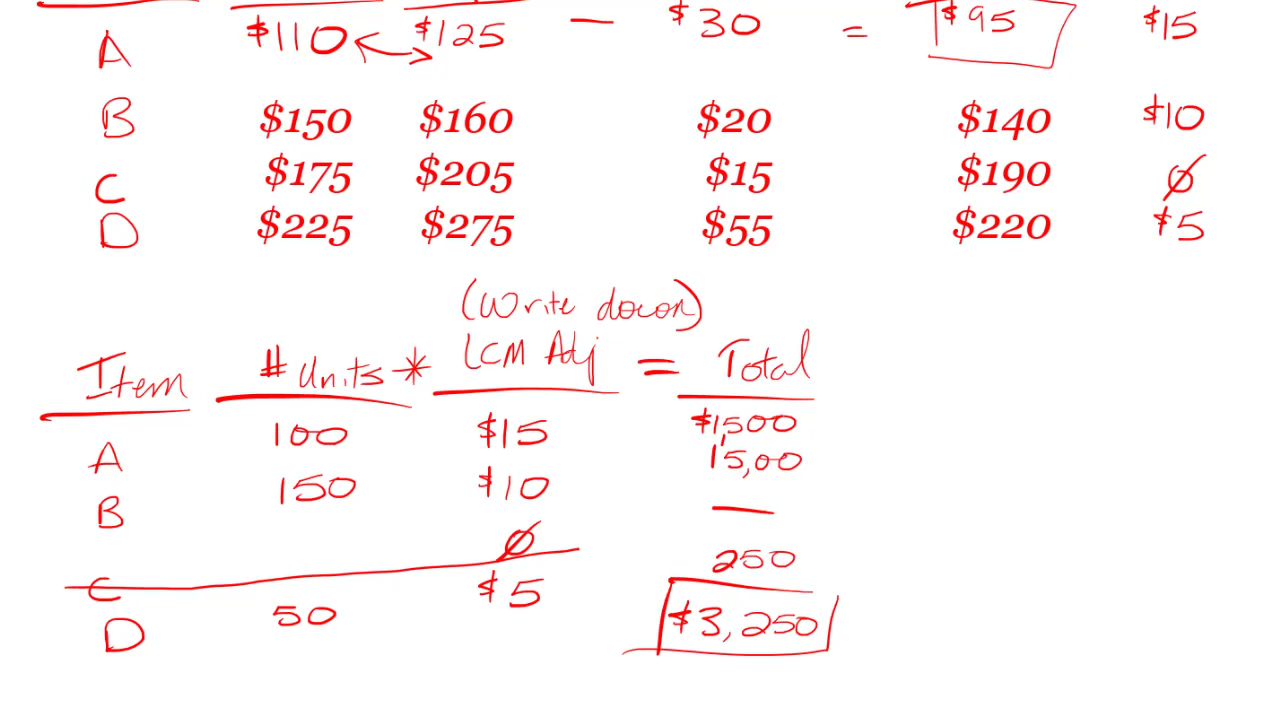 A $110 $125 — $30 = $95 $15
B $150 $160 $20 $140 $10
C $175 $205 $15 $190 ∅
D $225 $275 $55 $220 $5
(Write down)
Item # Units * LCM Adj = Total
A 100 $15 $1,500
B 150 $10 15,00
C ∅ —
D 50 $5 250
$3,250